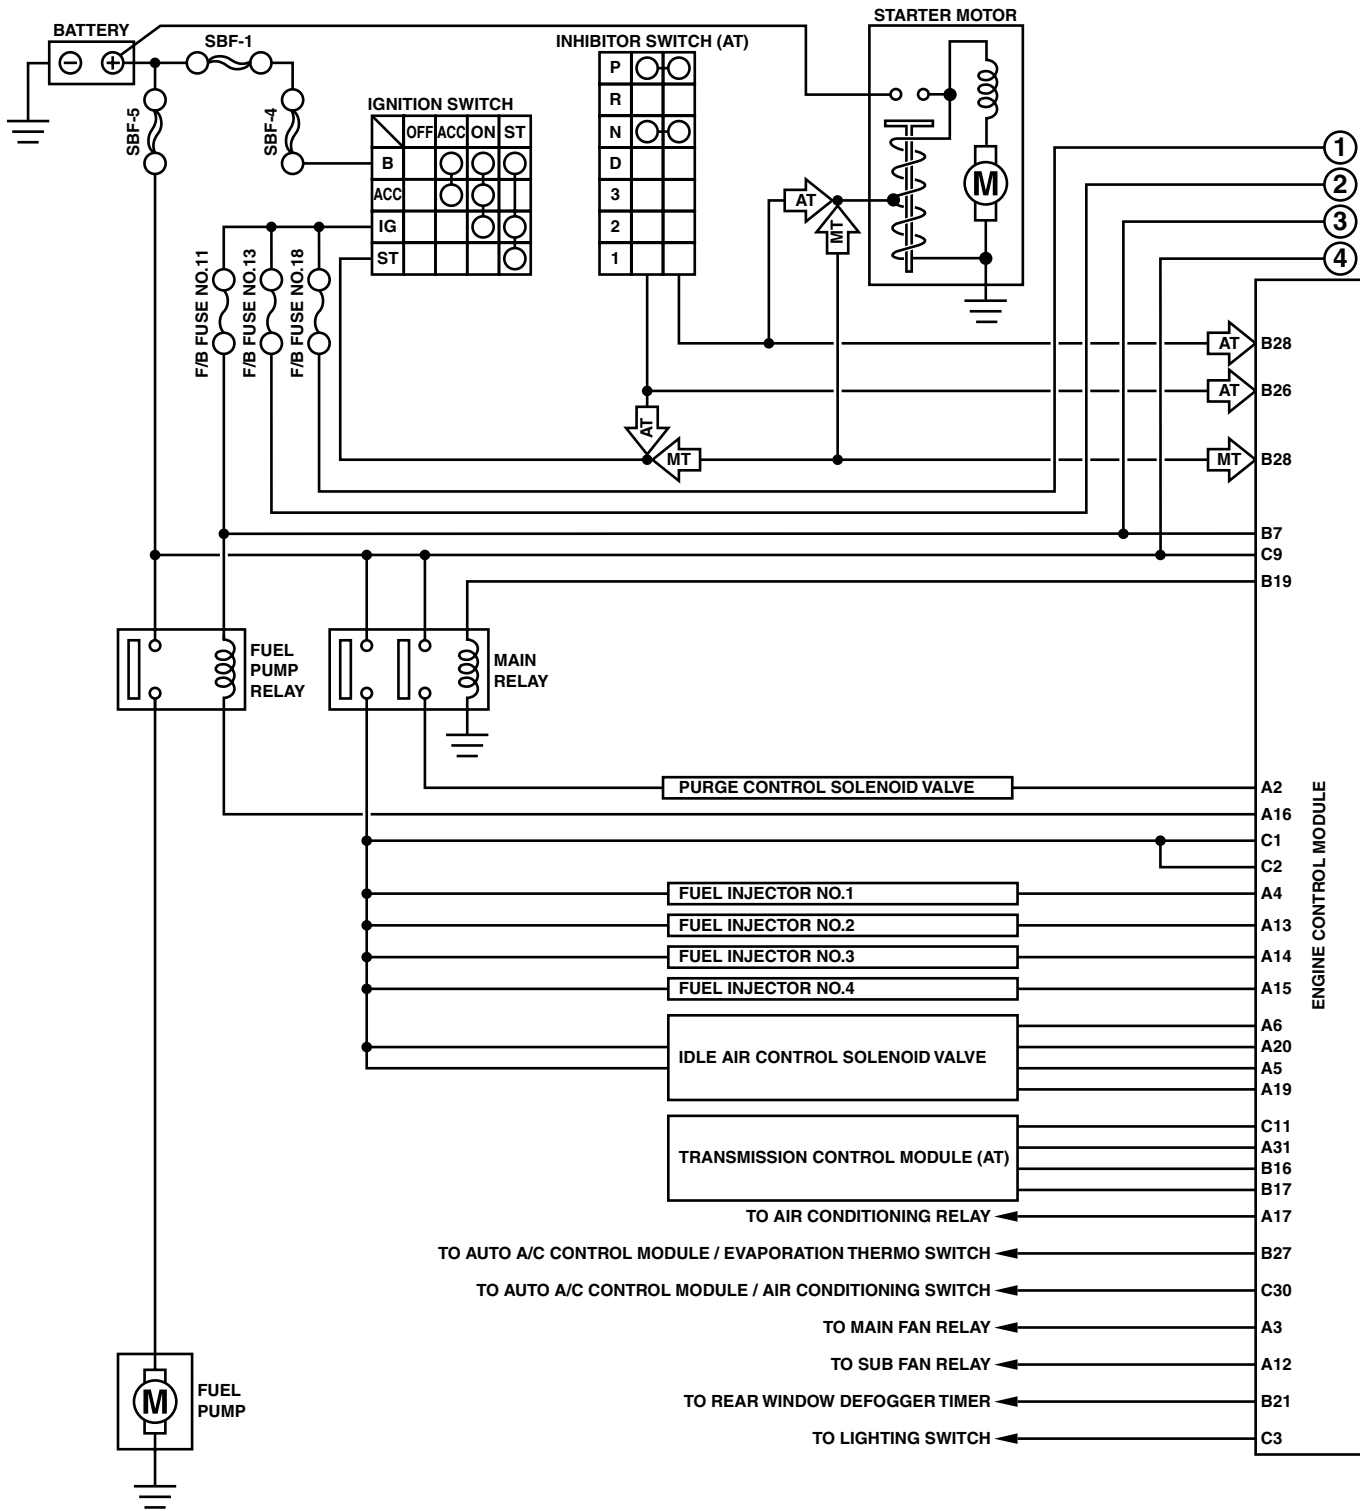 BATTERY
SBF-1
SBF-5
SBF-4
IGNITION SWITCH
OFF ACC ON ST
B
ACC
IG
ST
F/B FUSE NO.11
F/B FUSE NO.13
F/B FUSE NO.18
INHIBITOR SWITCH (AT)
P
R
N
D
3
2
1
STARTER MOTOR
M
AT
MT
AT
MT
1
2
3
4
AT B28
AT B26
MT B28
B7
C9
B19
FUEL
PUMP
RELAY
MAIN
RELAY
PURGE CONTROL SOLENOID VALVE A2
A16
C1
C2
FUEL INJECTOR NO.1 A4
FUEL INJECTOR NO.2 A13
FUEL INJECTOR NO.3 A14
FUEL INJECTOR NO.4 A15
ENGINE CONTROL MODULE
IDLE AIR CONTROL SOLENOID VALVE
A6
A20
A5
A19
TRANSMISSION CONTROL MODULE (AT)
C11
A31
B16
B17
TO AIR CONDITIONING RELAY A17
TO AUTO A/C CONTROL MODULE / EVAPORATION THERMO SWITCH B27
TO AUTO A/C CONTROL MODULE / AIR CONDITIONING SWITCH C30
TO MAIN FAN RELAY A3
TO SUB FAN RELAY A12
TO REAR WINDOW DEFOGGER TIMER B21
TO LIGHTING SWITCH C3
M
FUEL
PUMP